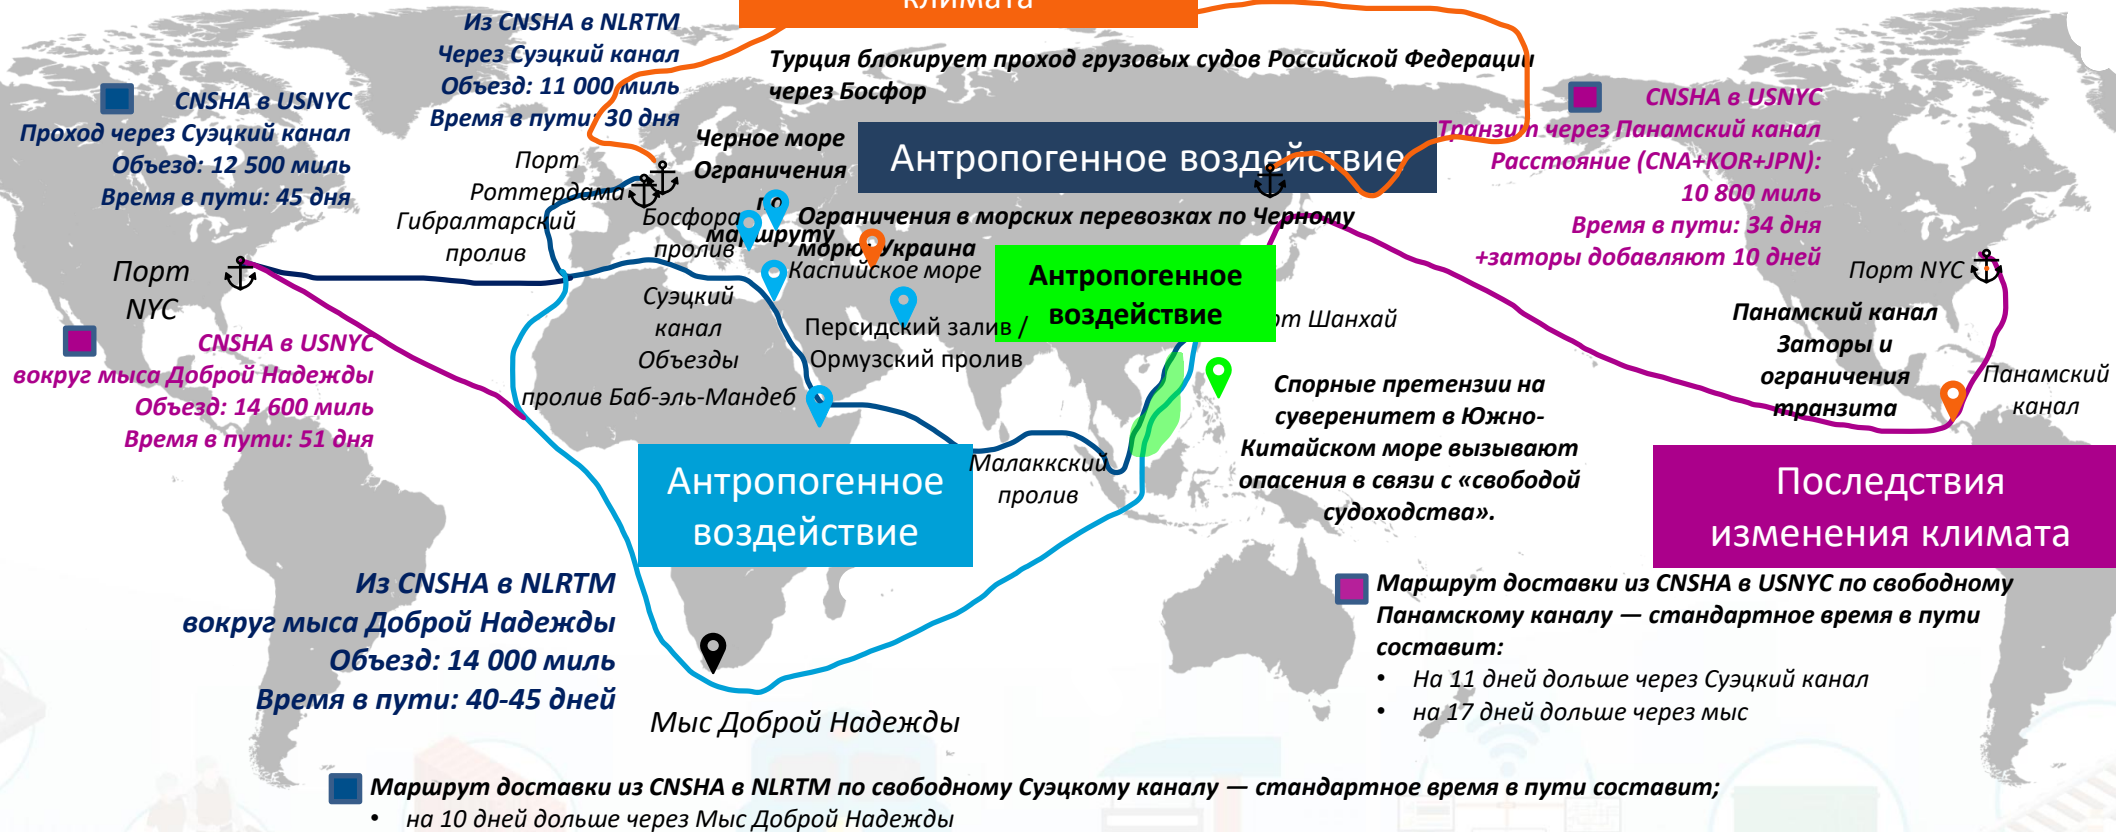 климата
Из CNSHA в NLRTM
Через Суэцкий канал
Объезд: 11 000 миль
Время в пути: 30 дня
Турция блокирует проход грузовых судов Российской Федерации
через Босфор
CNSHA в USNYC
Проход через Суэцкий канал
Объезд: 12 500 миль
Время в пути: 45 дня
Черное море
Ограничения
по
маршруту
Антропогенное воздействие
CNSHA в USNYC
Транзит через Панамский канал
Расстояние (CNA+KOR+JPN):
10 800 миль
Время в пути: 34 дня
+заторы добавляют 10 дней
Порт
Роттердама
Гибралтарский
пролив
Босфора
пролив
Ограничения в морских перевозках по Черному
морю: Украина
Каспийское море
Антропогенное
воздействие
Порт
NYC
Порт NYC
Суэцкий
канал
Объезды
Персидский залив /
Ормузский пролив
рт Шанхай
Панамский канал
Заторы и
ограничения
транзита
Панамский
канал
CNSHA в USNYC
вокруг мыса Доброй Надежды
Объезд: 14 600 миль
Время в пути: 51 дня
пролив Баб-эль-Мандеб
Спорные претензии на
суверенитет в Южно-
Китайском море вызывают
опасения в связи с «свободой
судоходства».
Антропогенное
воздействие
Малаккский
пролив
Последствия
изменения климата
Из CNSHA в NLRTM
вокруг мыса Доброй Надежды
Объезд: 14 000 миль
Время в пути: 40-45 дней
Маршрут доставки из CNSHA в USNYC по свободному
Панамскому каналу — стандартное время в пути
составит:
• На 11 дней дольше через Суэцкий канал
• на 17 дней дольше через мыс
Мыс Доброй Надежды
Маршрут доставки из CNSHA в NLRTM по свободному Суэцкому каналу — стандартное время в пути составит;
• на 10 дней дольше через Мыс Доброй Надежды